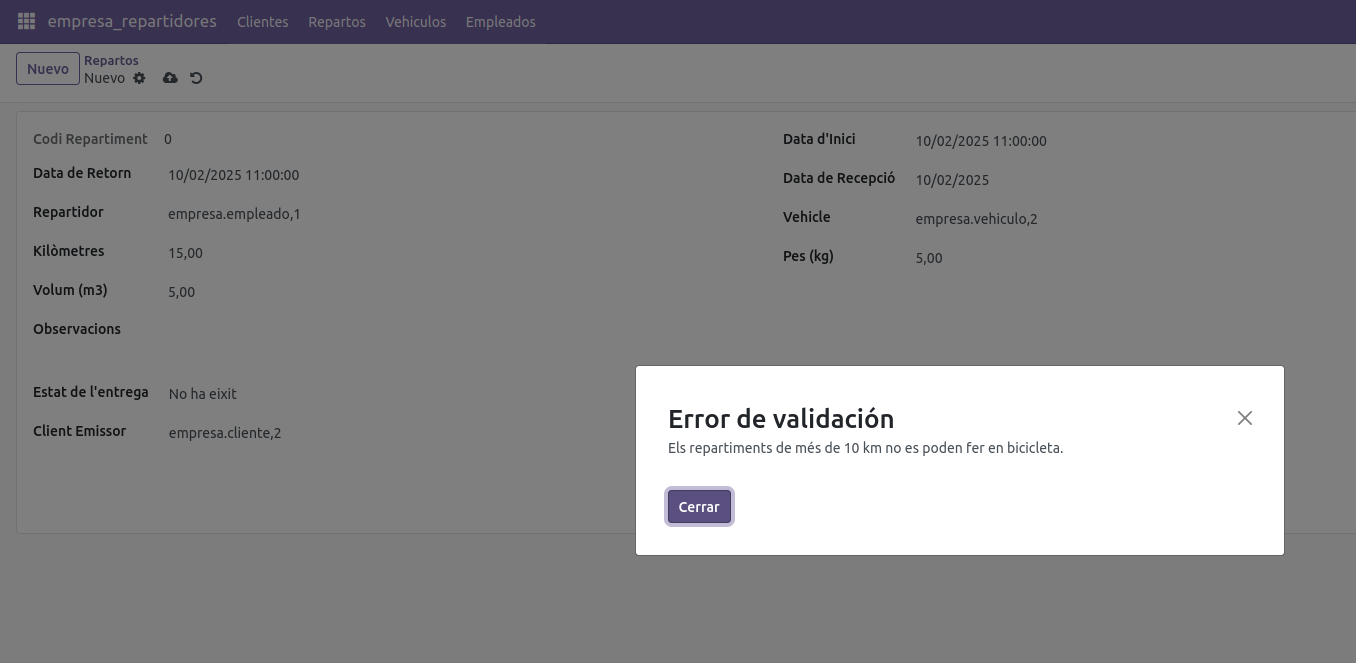 empresa_repartidores Clientes Repartos Vehiculos Empleados
Nuevo
Repartos
Nuevo
Codi Repartiment 0
Data d'Inici 10/02/2025 11:00:00
Data de Retorn 10/02/2025 11:00:00
Data de Recepció 10/02/2025
Repartidor empresa.empleado,1
Vehicle empresa.vehiculo,2
Kilòmetres 15,00
Pes (kg) 5,00
Volum (m3) 5,00
Observacions
Estat de l'entrega No ha eixit
Client Emissor empresa.cliente,2
Error de validación
Els repartiments de més de 10 km no es poden fer en bicicleta.
Cerrar